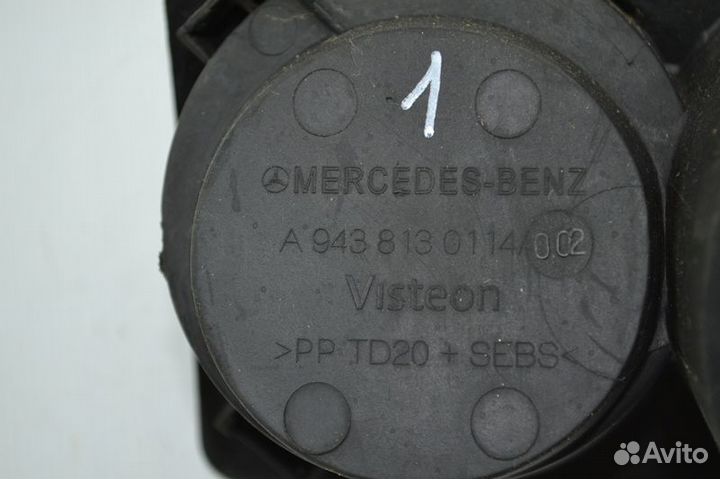 1
MERCEDES-BENZ
A 943 813 0114/002
Visteon
>PP TD20 + SEBS<
Avito